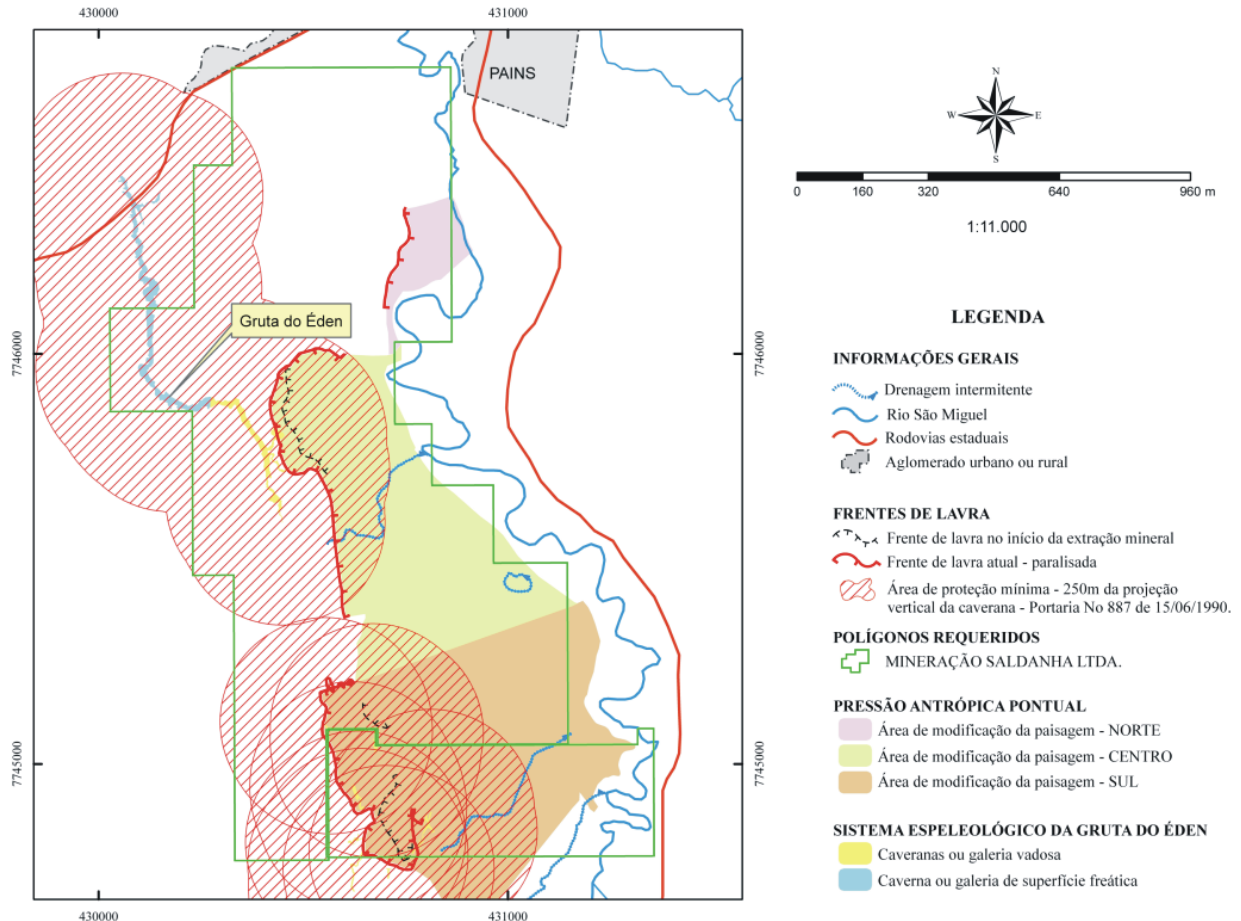 430000
431000
PAINS
N
W
E
S
0
160
320
640
960 m
1:11.000
Gruta do Éden
7746000
7746000
7745000
7745000
430000
431000
LEGENDA
INFORMAÇÕES GERAIS
Drenagem intermitente
Rio São Miguel
Rodovias estaduais
Aglomerado urbano ou rural
FRENTES DE LAVRA
Frente de lavra no início da extração mineral
Frente de lavra atual - paralisada
Área de proteção mínima - 250m da projeção
vertical da caverana - Portaria No 887 de 15/06/1990.
POLÍGONOS REQUERIDOS
MINERAÇÃO SALDANHA LTDA.
PRESSÃO ANTRÓPICA PONTUAL
Área de modificação da paisagem - NORTE
Área de modificação da paisagem - CENTRO
Área de modificação da paisagem - SUL
SISTEMA ESPELEOLÓGICO DA GRUTA DO ÉDEN
Caveranas ou galeria vadosa
Caverna ou galeria de superfície freática